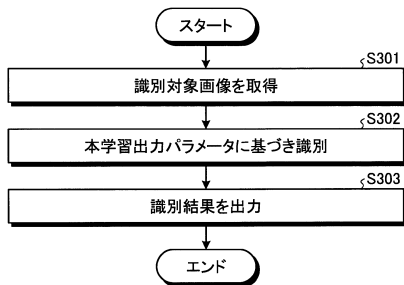 スタート
S301
識別対象画像を取得
S302
本学習出力パラメータに基づき識別
S303
識別結果を出力
エンド